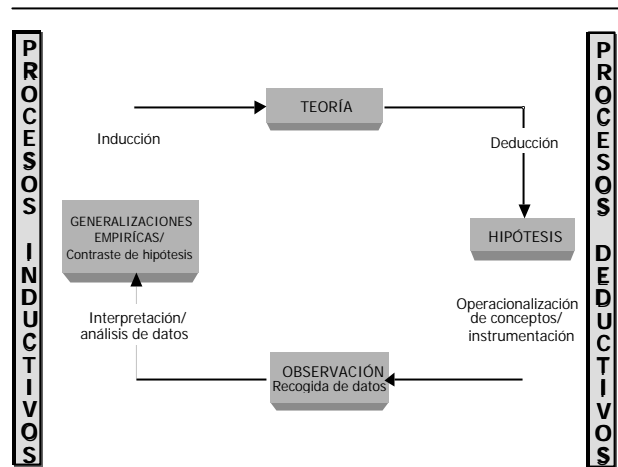 PROCESOS INDUCTIVOS
TEORÍA
Inducción
Deducción
GENERALIZACIONES
EMPIRÍCAS/
Contraste de hipótesis
HIPÓTESIS
Interpretación/
análisis de datos
Operacionalización
de conceptos/
instrumentación
OBSERVACIÓN
Recogida de datos
PROCESOS DEDUCTIVOS